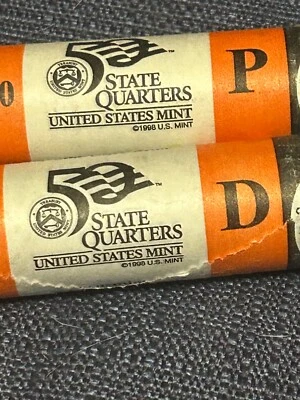 50
STATE
QUARTERS
UNITED STATES MINT
©1998 U.S. MINT
P
50
STATE
QUARTERS
UNITED STATES MINT
©1998 U.S. MINT
D